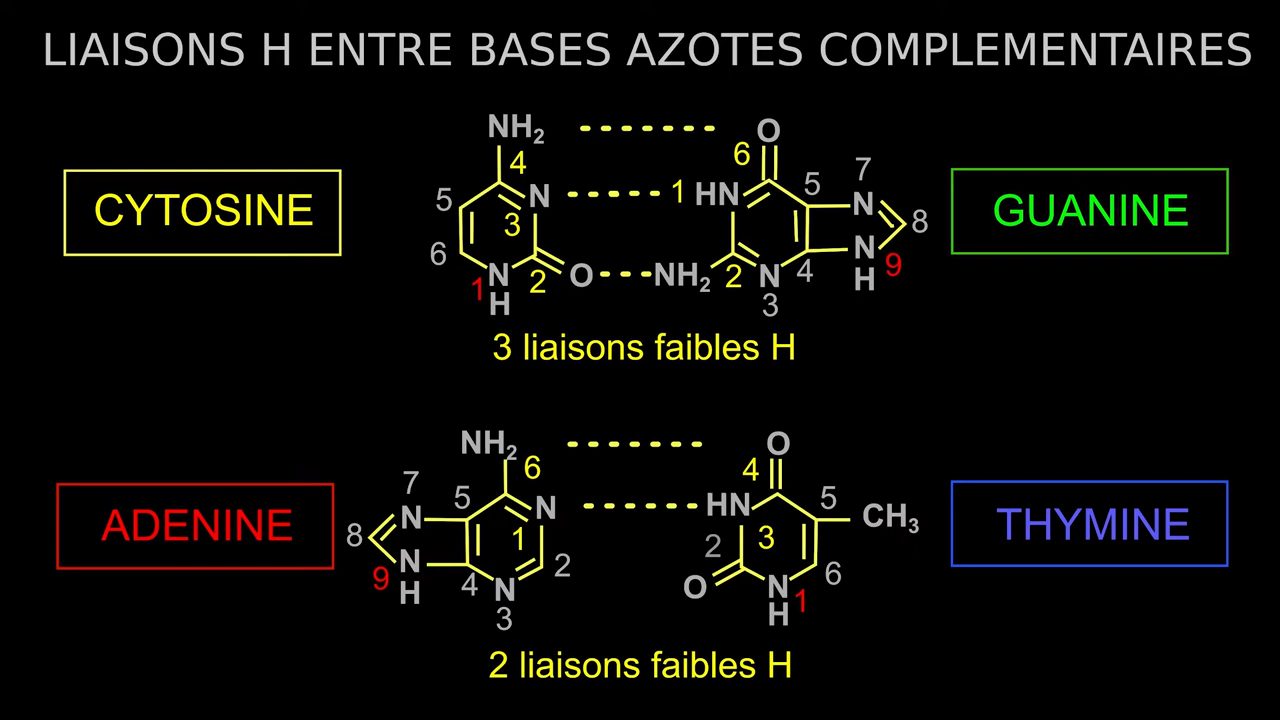 LIAISONS H ENTRE BASES AZOTES COMPLEMENTAIRES
CYTOSINE
NH2 O
4 6
5 N 3 1 HN 5 7 N 8
6 N H 1 2 O NH2 2 N 3 4 N H 9
GUANINE
3 liaisons faibles H
ADENINE
NH2 O
6 4
7 N 5 N 1 HN 3 5 CH3
8 9 N H 4 N 3 2 2 O N H 1 6
THYMINE
2 liaisons faibles H